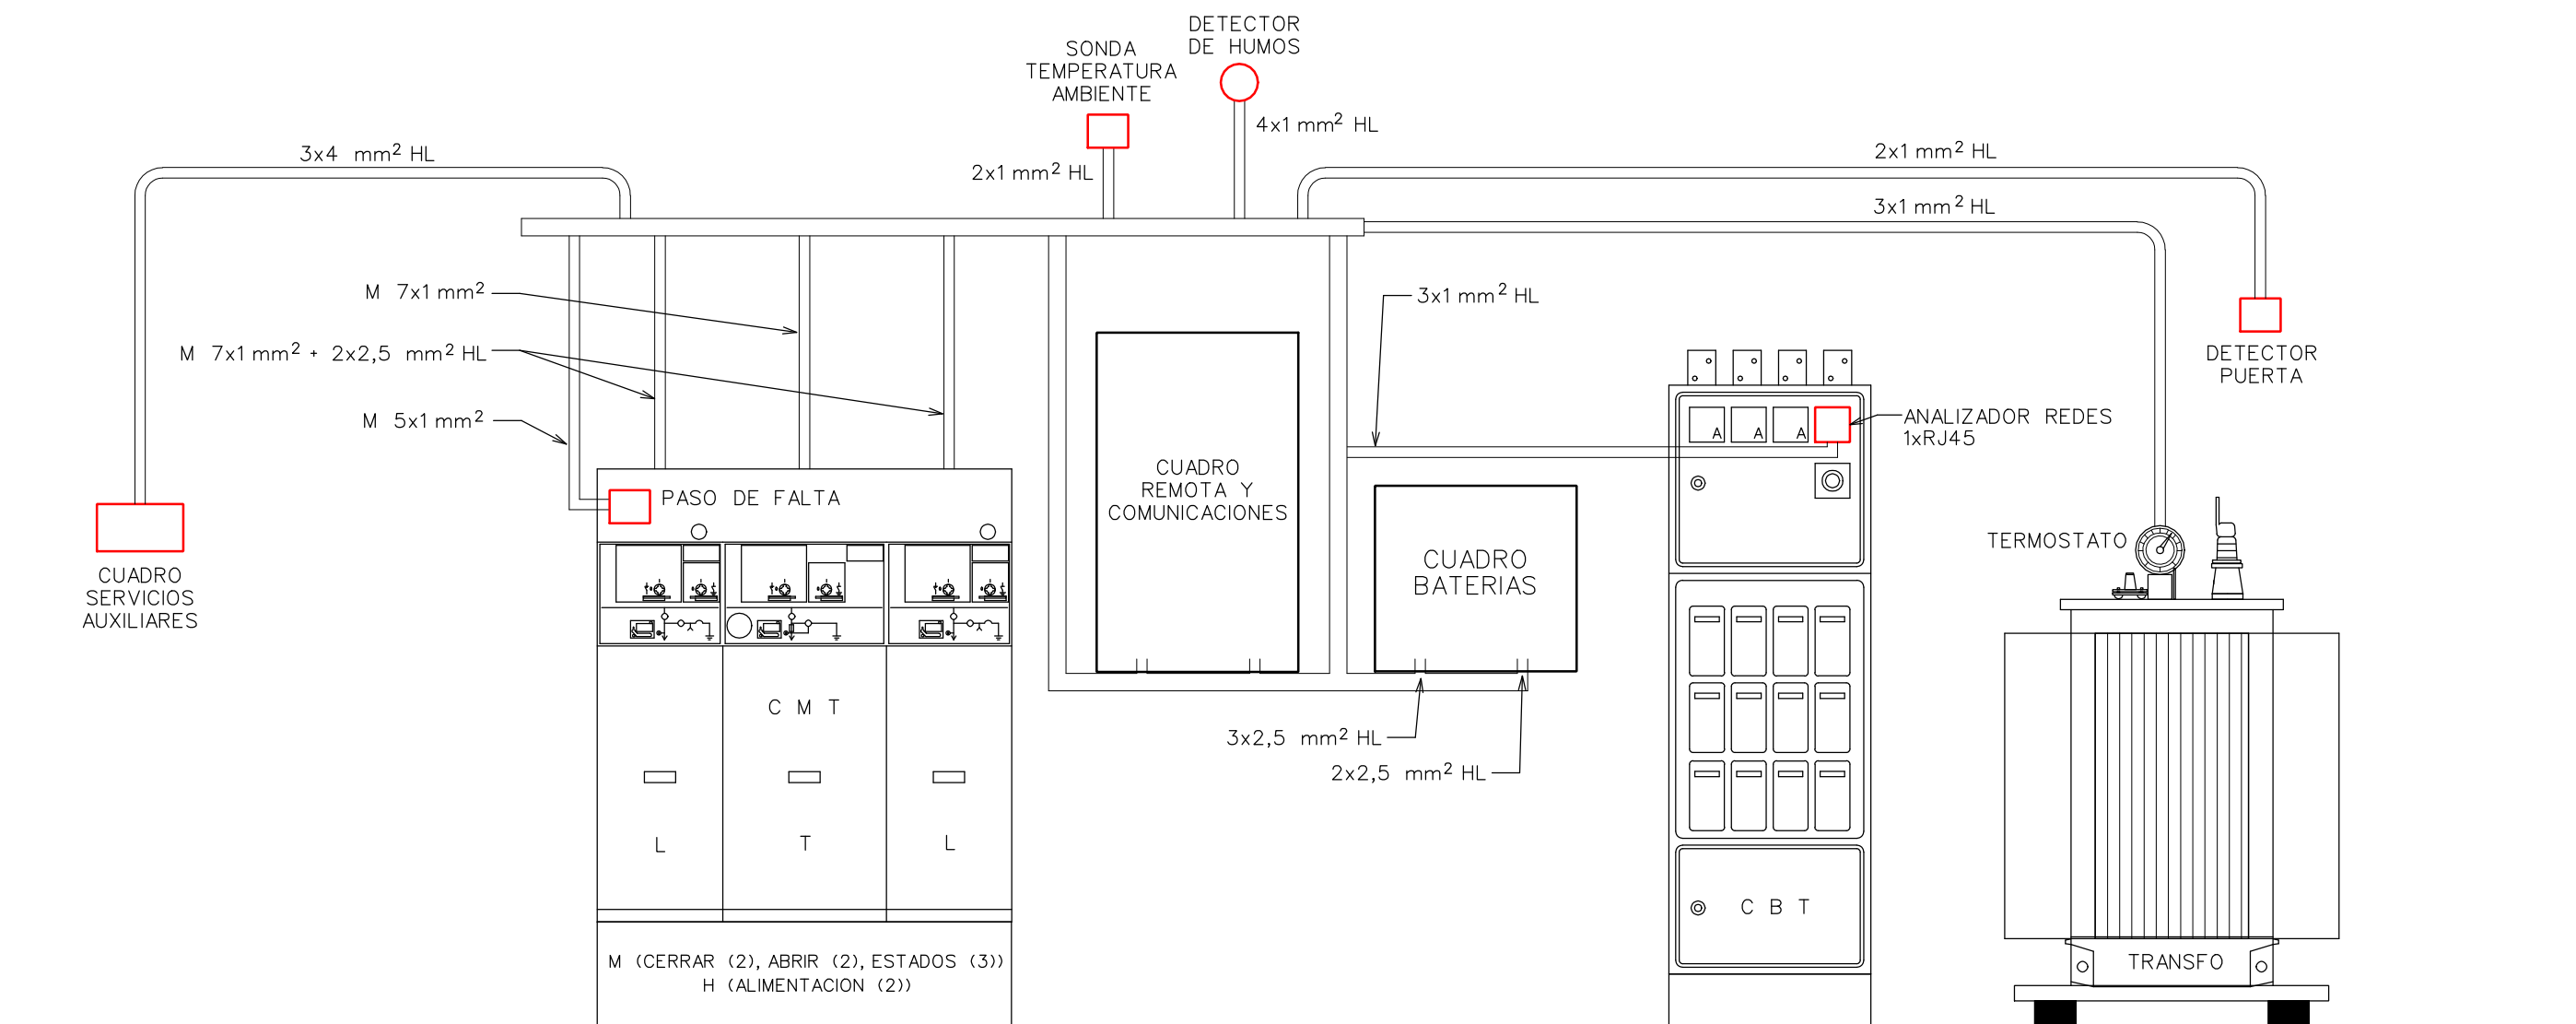 DETECTOR
DE HUMOS
SONDA
TEMPERATURA
AMBIENTE
4x1 mm² HL
3x4 mm² HL
2x1 mm² HL
2x1 mm² HL
3x1 mm² HL
M 7x1 mm²
3x1 mm² HL
M 7x1 mm² + 2x2,5 mm² HL
DETECTOR
PUERTA
M 5x1 mm²
ANALIZADOR REDES
1xRJ45
A A A
CUADRO
REMOTA Y
COMUNICACIONES
PASO DE FALTA
TERMOSTATO
CUADRO
BATERIAS
CUADRO
SERVICIOS
AUXILIARES
C M T
3x2,5 mm² HL
2x2,5 mm² HL
L T L
C B T
M (CERRAR (2), ABRIR (2), ESTADOS (3))
H (ALIMENTACION (2))
TRANSFO